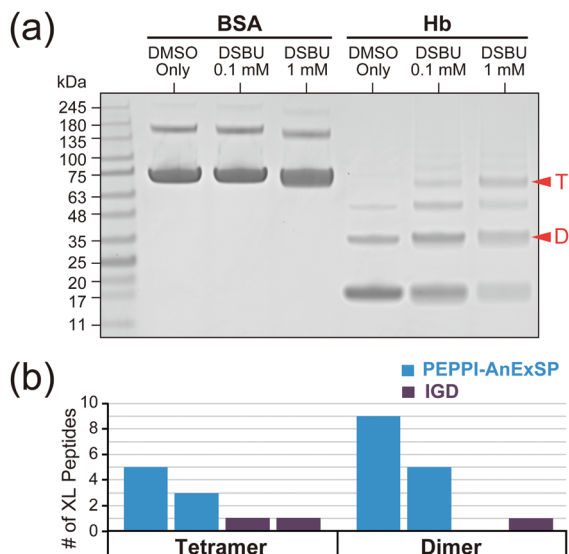 (a)
BSA Hb
DMSO Only DSBU 0.1 mM DSBU 1 mM DMSO Only DSBU 0.1 mM DSBU 1 mM
kDa
245
180
135
100
75
63
48
35
25
20
17
11
T
D
(b)
PEPPI-AnExSP
IGD
# of XL Peptides
10
8
6
4
2
0
Tetramer Dimer